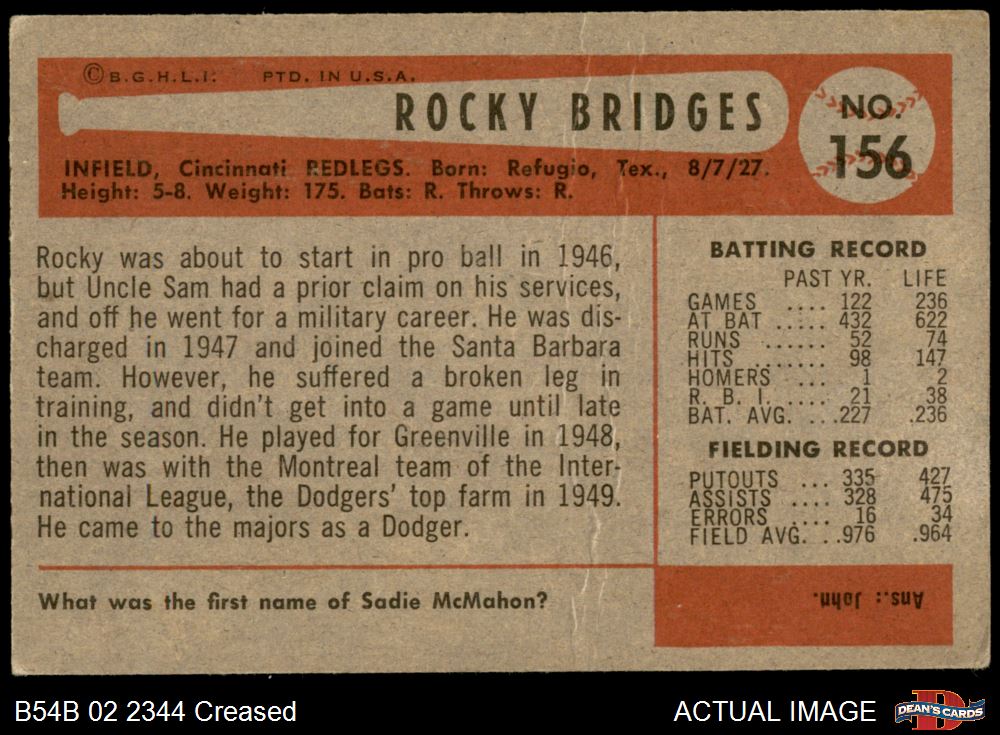 © B.G.H.L.I. PTD. IN U.S.A.
ROCKY BRIDGES
NO.
156
INFIELD, Cincinnati REDLEGS. Born: Refugio, Tex., 8/7/27.
Height: 5-8. Weight: 175. Bats: R. Throws: R.
Rocky was about to start in pro ball in 1946,
but Uncle Sam had a prior claim on his services,
and off he went for a military career. He was dis-
charged in 1947 and joined the Santa Barbara
team. However, he suffered a broken leg in
training, and didn't get into a game until late
in the season. He played for Greenville in 1948,
then was with the Montreal team of the Inter-
national League, the Dodgers' top farm in 1949.
He came to the majors as a Dodger.
BATTING RECORD
PAST YR. LIFE
GAMES .... 122 236
AT BAT ..... 432 622
RUNS ...... 52 74
HITS ....... 98 147
HOMERS ... 1 2
R. B. I. .... 21 38
BAT. AVG. ...227 .236
FIELDING RECORD
PUTOUTS ... 335 427
ASSISTS .... 328 475
ERRORS .... 16 34
FIELD AVG. ..976 .964
What was the first name of Sadie McMahon?
Ans.: John.
B54B 02 2344 Creased
ACTUAL IMAGE
DEAN'S CARDS